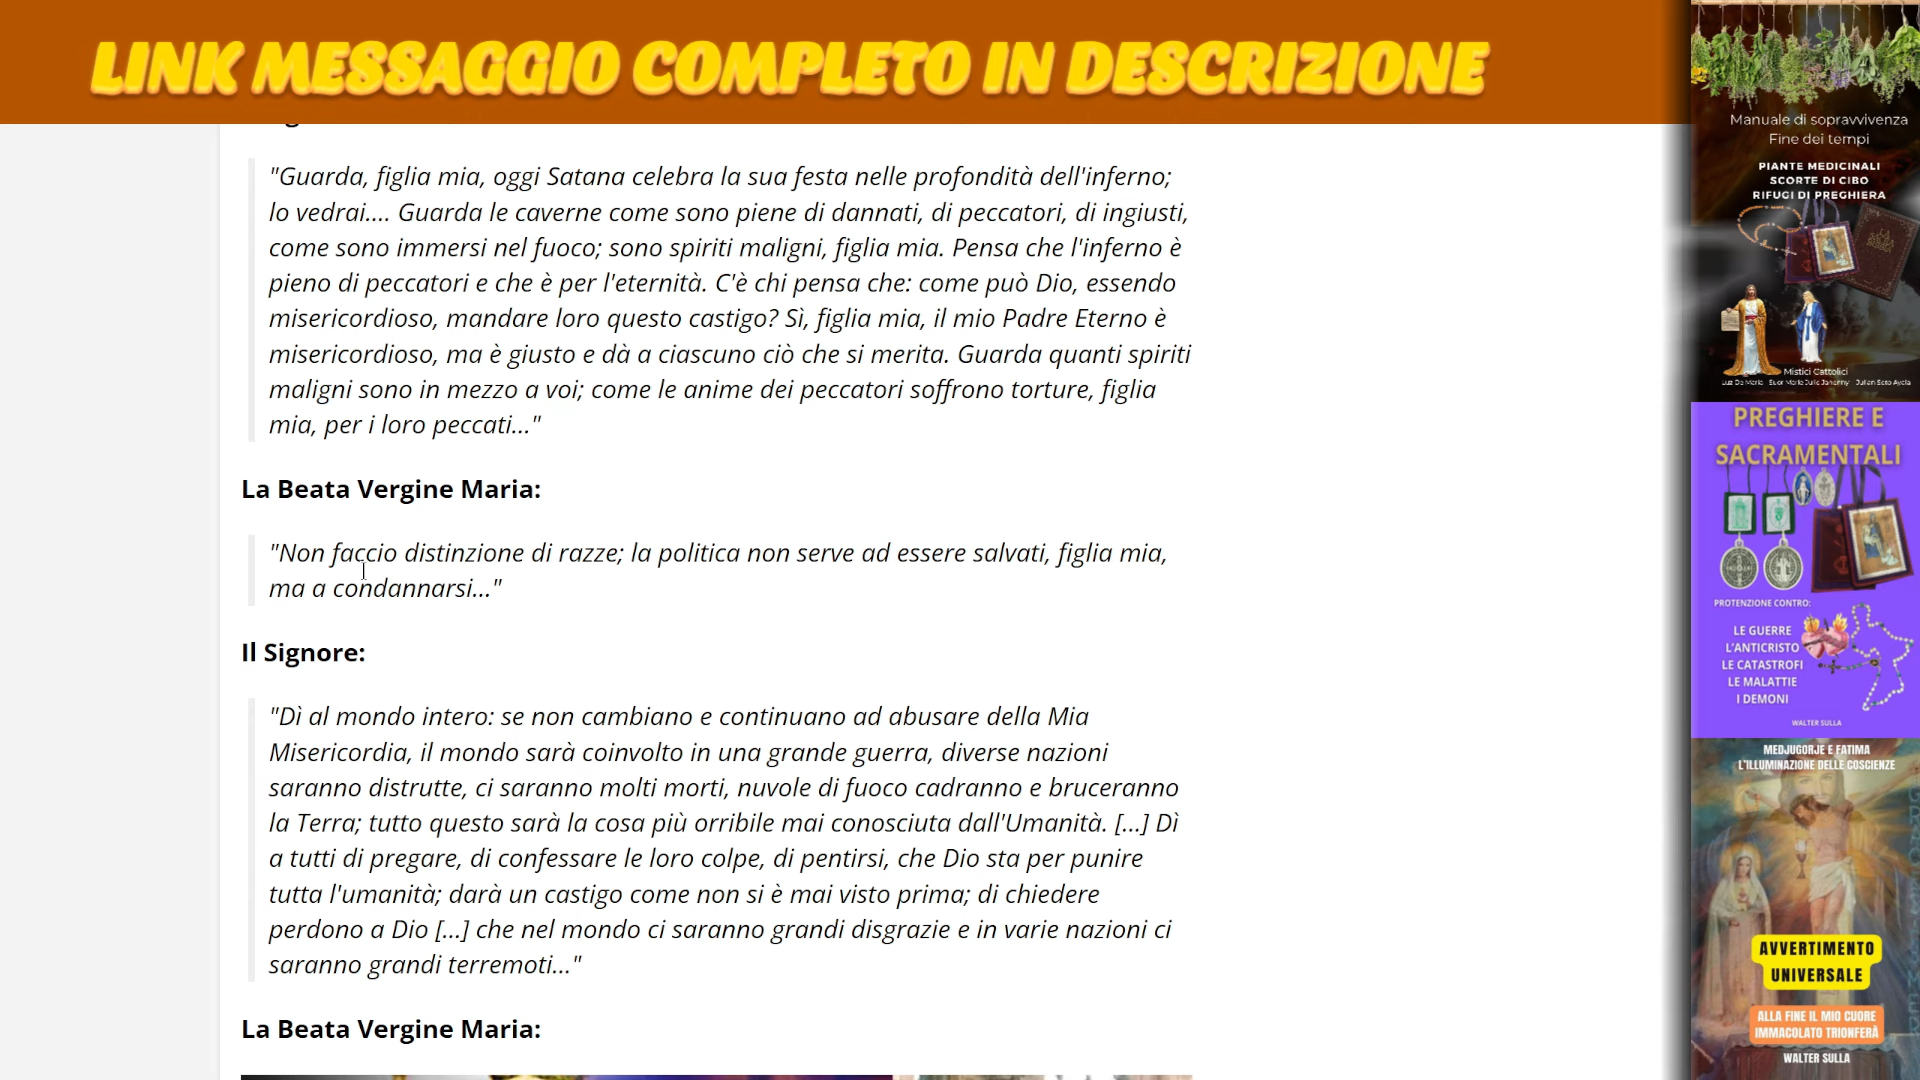 LINK MESSAGGIO COMPLETO IN DESCRIZIONE
"Guarda, figlia mia, oggi Satana celebra la sua festa nelle profondità dell'inferno;
lo vedrai.... Guarda le caverne come sono piene di dannati, di peccatori, di ingiusti,
come sono immersi nel fuoco; sono spiriti maligni, figlia mia. Pensa che l'inferno è
pieno di peccatori e che è per l'eternità. C'è chi pensa che: come può Dio, essendo
misericordioso, mandare loro questo castigo? Sì, figlia mia, il mio Padre Eterno è
misericordioso, ma è giusto e dà a ciascuno ciò che si merita. Guarda quanti spiriti
maligni sono in mezzo a voi; come le anime dei peccatori soffrono torture, figlia
mia, per i loro peccati..."
La Beata Vergine Maria:
"Non faccio distinzione di razze; la politica non serve ad essere salvati, figlia mia,
ma a condannarsi..."
Il Signore:
"Dì al mondo intero: se non cambiano e continuano ad abusare della Mia
Misericordia, il mondo sarà coinvolto in una grande guerra, diverse nazioni
saranno distrutte, ci saranno molti morti, nuvole di fuoco cadranno e bruceranno
la Terra; tutto questo sarà la cosa più orribile mai conosciuta dall'Umanità. [...] Dì
a tutti di pregare, di confessare le loro colpe, di pentirsi, che Dio sta per punire
tutta l'umanità; darà un castigo come non si è mai visto prima; di chiedere
perdono a Dio [...] che nel mondo ci saranno grandi disgrazie e in varie nazioni ci
saranno grandi terremoti..."
La Beata Vergine Maria:
Manuale di sopravvivenza
Fine dei tempi
PIANTE MEDICINALI
SCORTE DI CIBO
RIFUGI DI PREGHIERA
Mistici Cattolici
Luz De Maria Suor Marie Julie Jahenny Julian Soto Ayala
PREGHIERE E
SACRAMENTALI
PROTENZIONE CONTRO:
LE GUERRE
L'ANTICRISTO
LE CATASTROFI
LE MALATTIE
I DEMONI
WALTER SULLA
MEDJUGORJE E FATIMA
L'ILLUMINAZIONE DELLE COSCIENZE
AVVERTIMENTO
UNIVERSALE
ALLA FINE IL MIO CUORE
IMMACOLATO TRIONFERÀ
WALTER SULLA